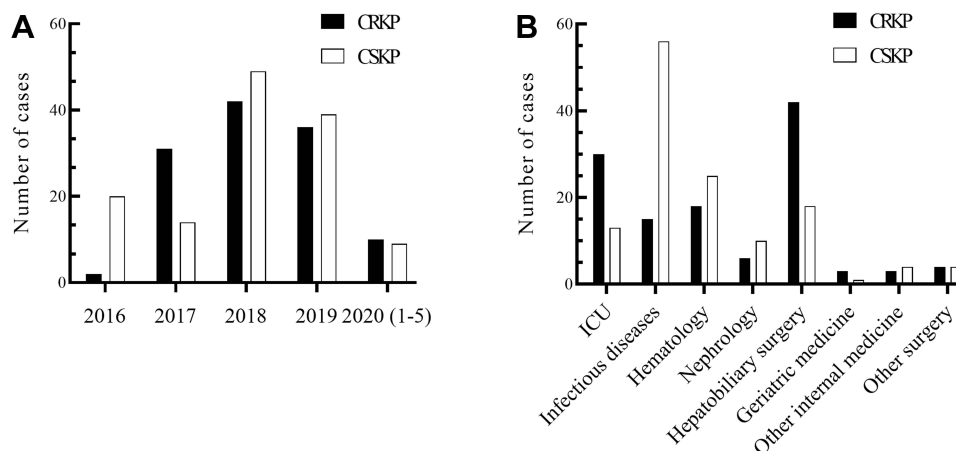 A
Number of cases
60
40
20
0
CRKP
CSKP
2016 2017 2018 2019 2020 (1-5)
B
Number of cases
60
40
20
0
CRKP
CSKP
ICU
Infectious diseases
Hematology
Nephrology
Hepatobiliary surgery
Geriatric medicine
Other internal medicine
Other surgery